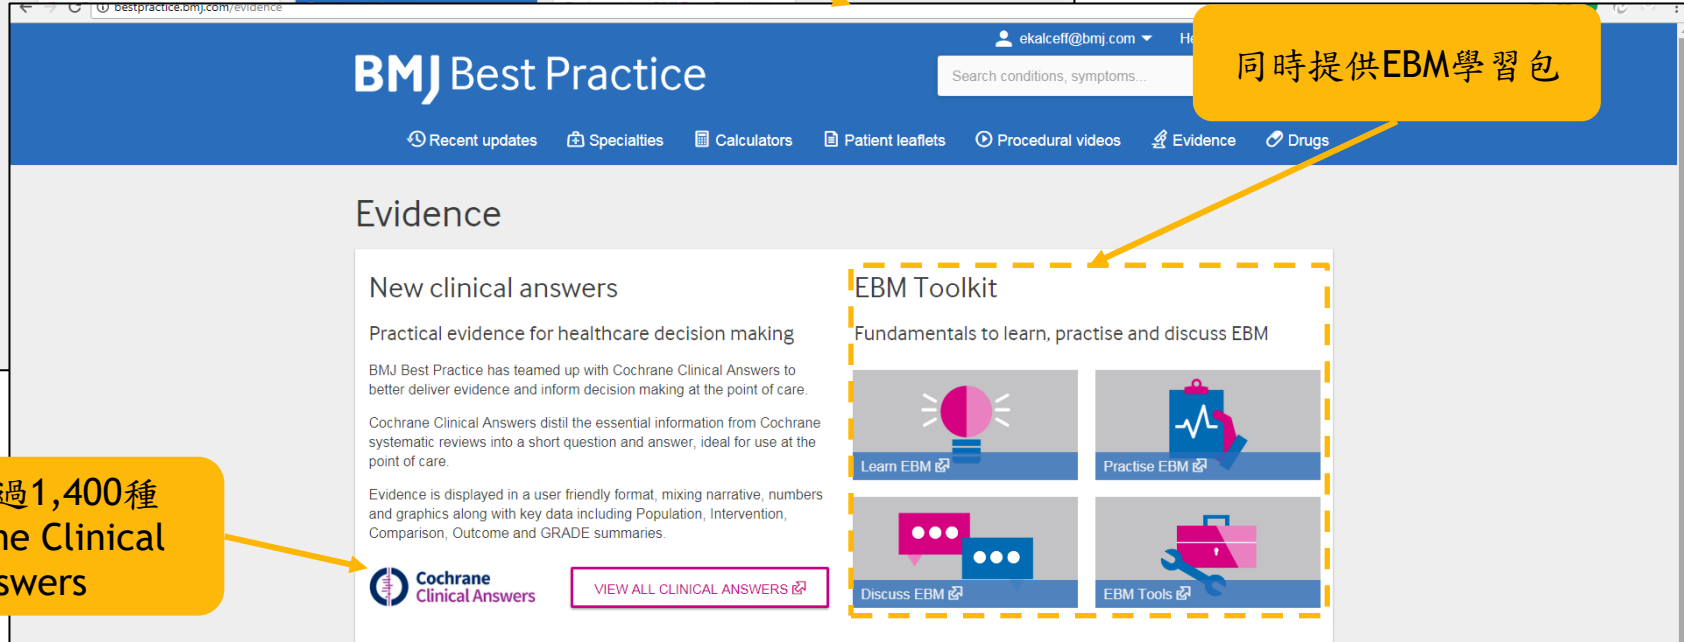 bestpractice.bmj.com/evidence
ekalceff@bmj.com
BMJ Best Practice
Search conditions, symptoms...
同時提供EBM學習包
Recent updates
Specialties
Calculators
Patient leaflets
Procedural videos
Evidence
Drugs
Evidence
New clinical answers
Practical evidence for healthcare decision making
BMJ Best Practice has teamed up with Cochrane Clinical Answers to
better deliver evidence and inform decision making at the point of care.
Cochrane Clinical Answers distil the essential information from Cochrane
systematic reviews into a short question and answer, ideal for use at the
point of care.
Evidence is displayed in a user friendly format, mixing narrative, numbers
and graphics along with key data including Population, Intervention,
Comparison, Outcome and GRADE summaries.
Cochrane
Clinical Answers
VIEW ALL CLINICAL ANSWERS
過1,400種
Clinical
EBM Toolkit
Fundamentals to learn, practise and discuss EBM
Learn EBM
Practise EBM
Discuss EBM
EBM Tools